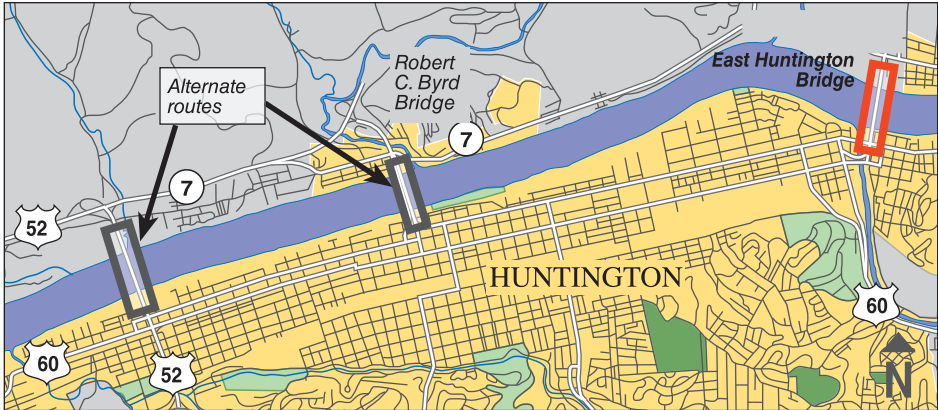 Robert
C. Byrd
Bridge
East Huntington
Bridge
Alternate
routes
7
7
52
HUNTINGTON
60
60
52
N